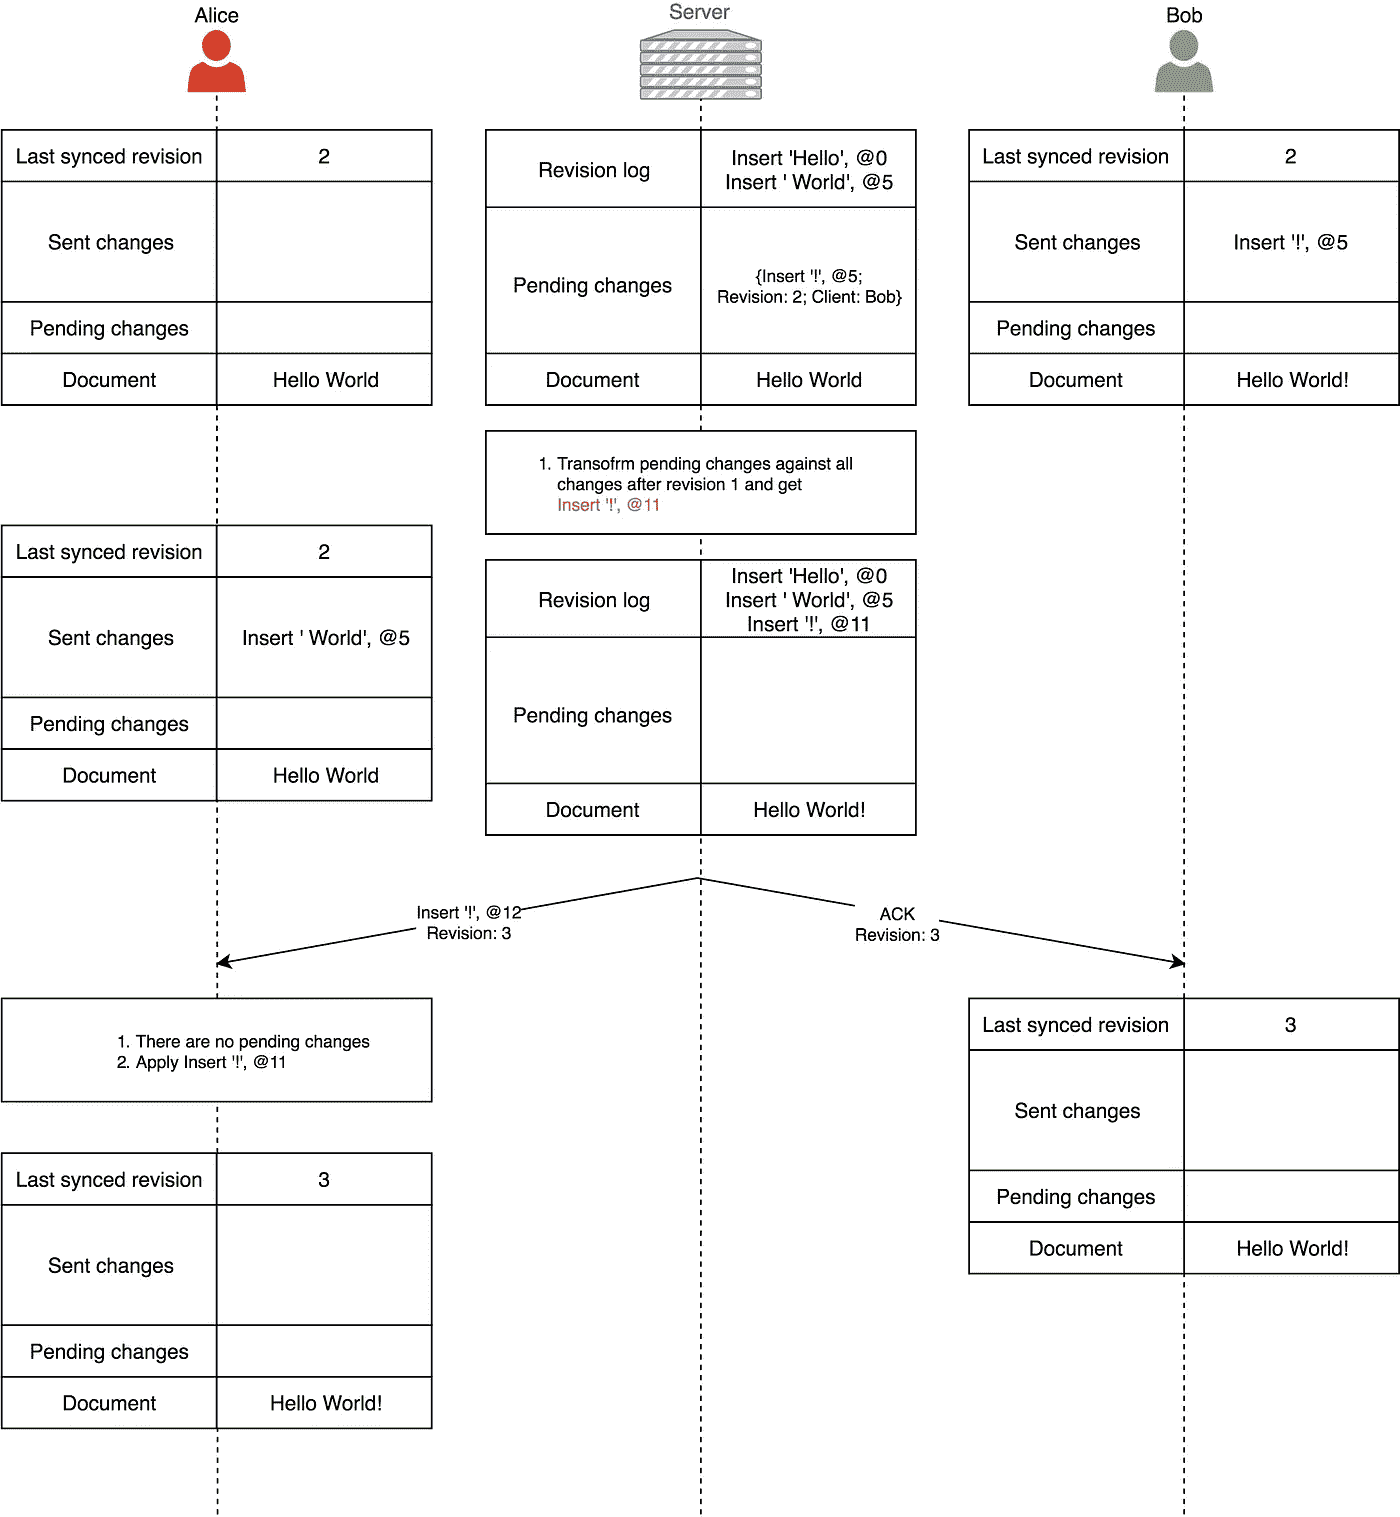 Alice
Server
Bob
Last synced revision
2
Sent changes
Pending changes
Document
Hello World
Revision log
Insert 'Hello', @0
Insert ' World', @5
Pending changes
{Insert '!', @5;
Revision: 2; Client: Bob}
Document
Hello World
Last synced revision
2
Sent changes
Insert '!', @5
Pending changes
Document
Hello World!
1. Transofrm pending changes against all
changes after revision 1 and get
Insert '!', @11
Last synced revision
2
Sent changes
Insert ' World', @5
Pending changes
Document
Hello World
Revision log
Insert 'Hello', @0
Insert ' World', @5
Insert '!', @11
Pending changes
Document
Hello World!
Insert '!', @12
Revision: 3
ACK
Revision: 3
1. There are no pending changes
2. Apply Insert '!', @11
Last synced revision
3
Sent changes
Pending changes
Document
Hello World!
Last synced revision
3
Sent changes
Pending changes
Document
Hello World!